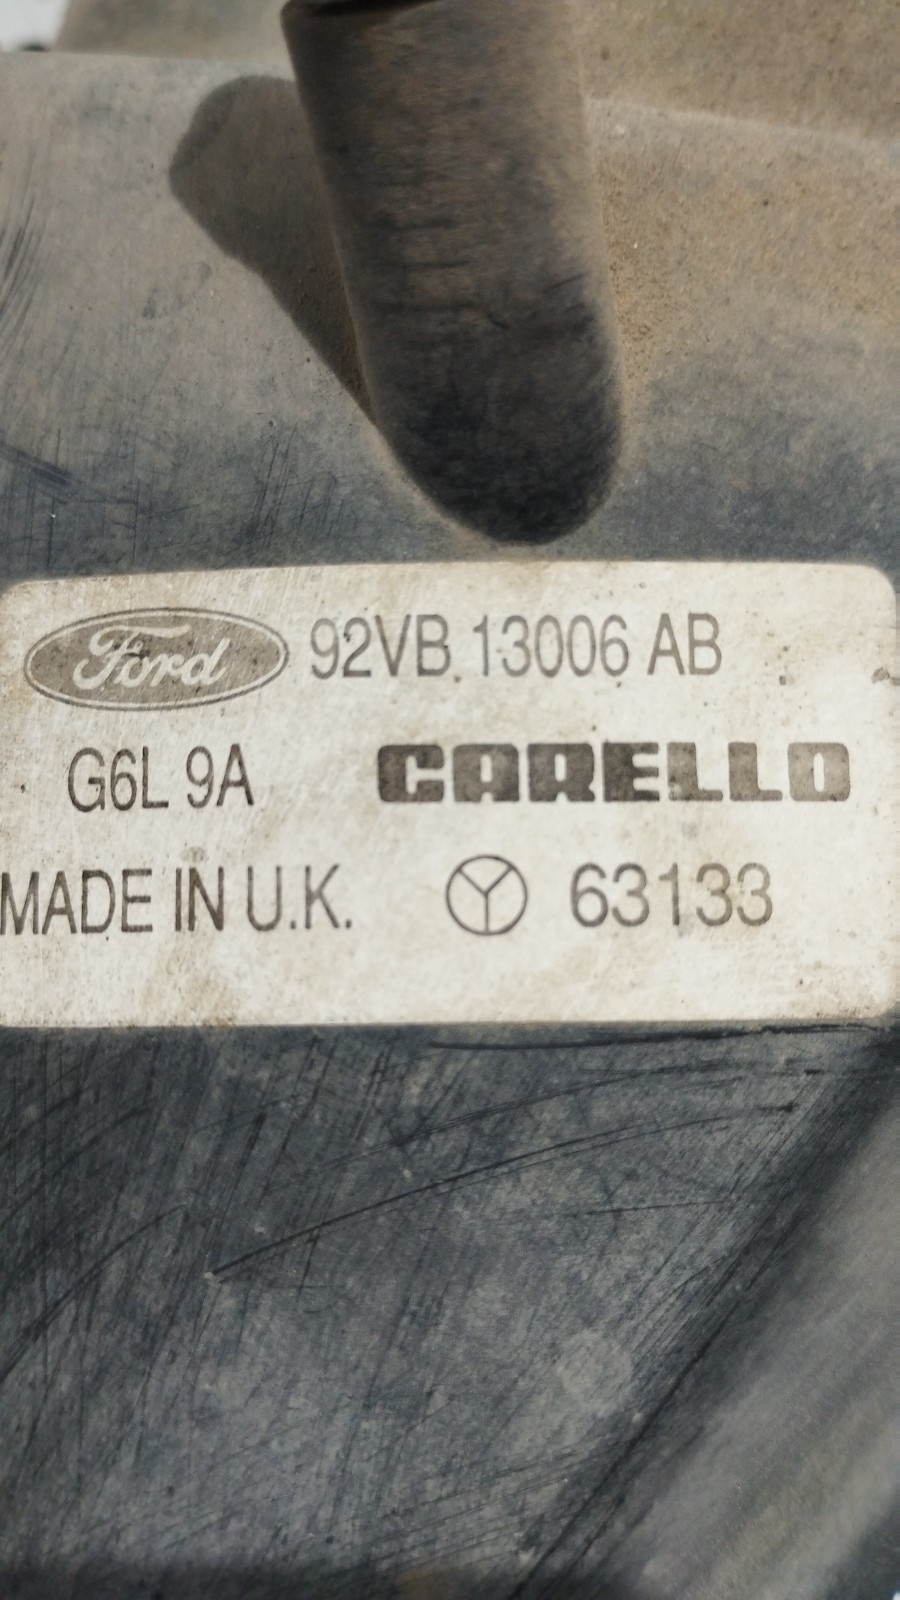 Ford 92VB 13006 AB
G6L 9A CARELLO
MADE IN U.K. 63133